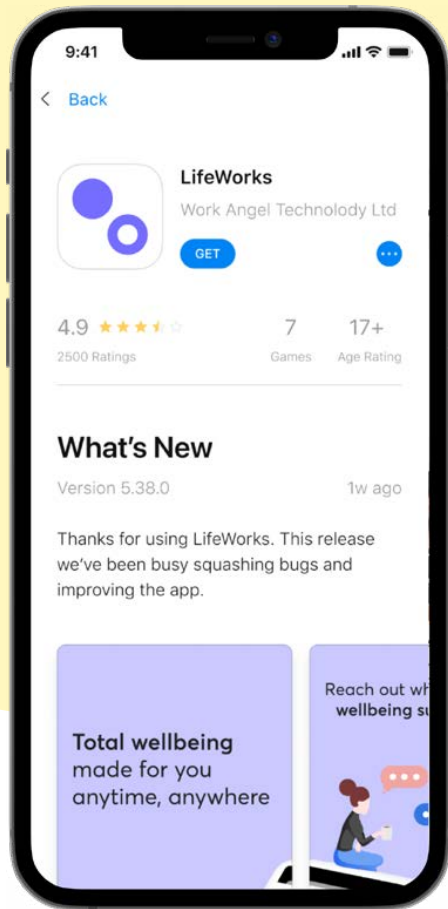 9:41
Back
LifeWorks
Work Angel Technolody Ltd
GET
4.9
7
17+
2500 Ratings
Games
Age Rating
What's New
Version 5.38.0
1w ago
Thanks for using LifeWorks. This release
we've been busy squashing bugs and
improving the app.
Total wellbeing
made for you
anytime, anywhere
Reach out
wellbeing